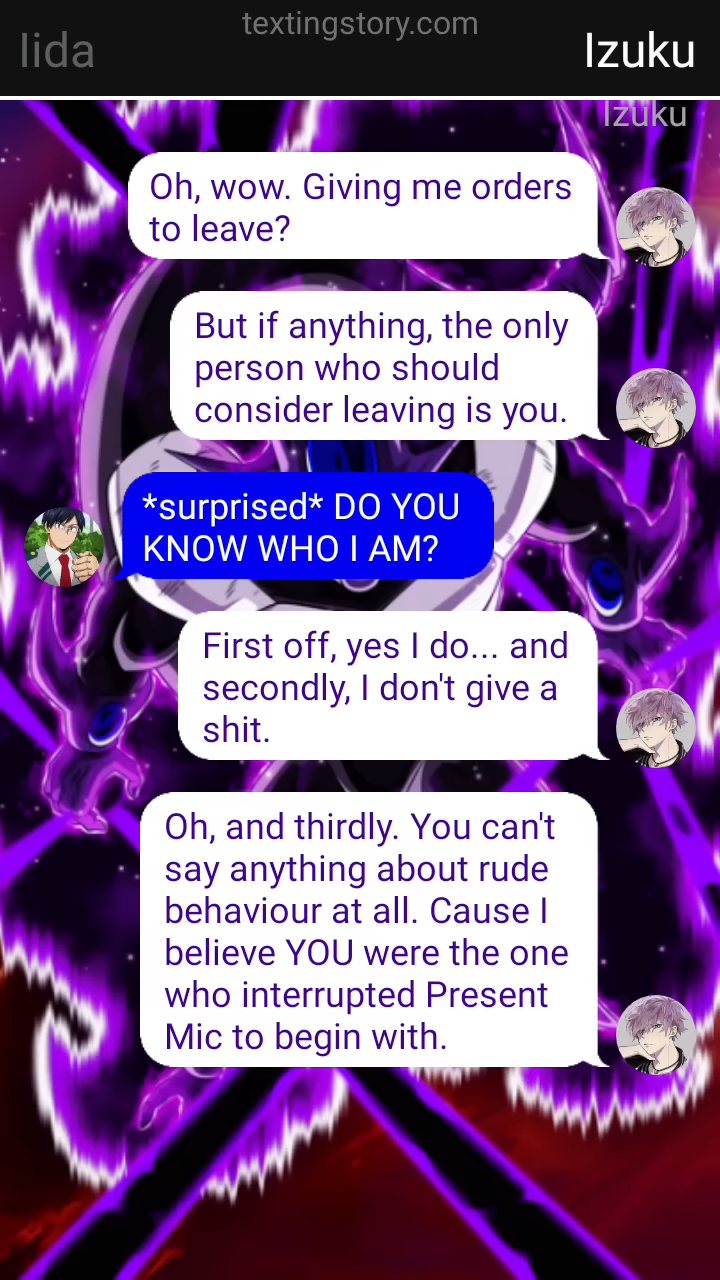 textingstory.com
Iida
Izuku
Izuku
Oh, wow. Giving me orders
to leave?
But if anything, the only
person who should
consider leaving is you.
*surprised* DO YOU
KNOW WHO I AM?
First off, yes I do... and
secondly, I don't give a
shit.
Oh, and thirdly. You can't
say anything about rude
behaviour at all. Cause I
believe YOU were the one
who interrupted Present
Mic to begin with.